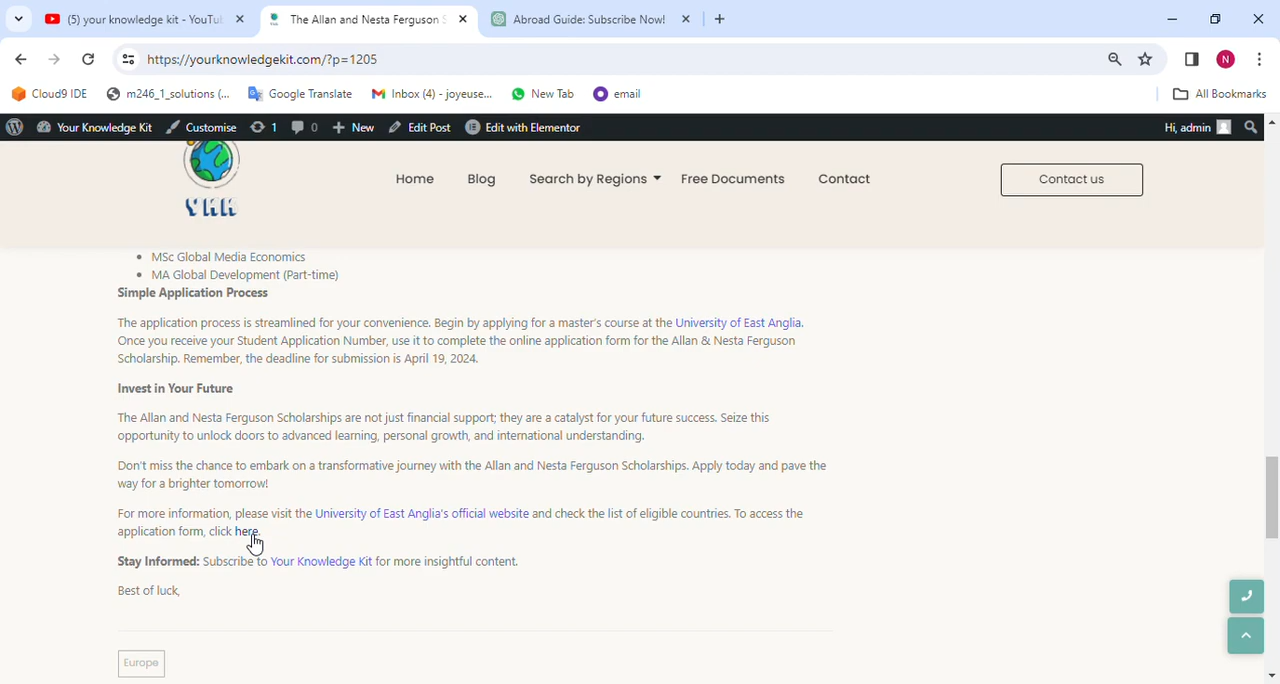 (5) your knowledge kit - YouTu
The Allan and Nesta Ferguson S
Abroad Guide: Subscribe Now!
https://yourknowledgekit.com/?p=1205
N
Cloud9 IDE
m246_1_solutions (...
Google Translate
Inbox (4) - joyeuse...
New Tab
email
All Bookmarks
Your Knowledge Kit
Customise
1
0
New
Edit Post
Edit with Elementor
Hi, admin
YKK
Home
Blog
Search by Regions
Free Documents
Contact
Contact us
MSc Global Media Economics
MA Global Development (Part-time)
Simple Application Process
The application process is streamlined for your convenience. Begin by applying for a master's course at the University of East Anglia.
Once you receive your Student Application Number, use it to complete the online application form for the Allan & Nesta Ferguson
Scholarship. Remember, the deadline for submission is April 19, 2024.
Invest in Your Future
The Allan and Nesta Ferguson Scholarships are not just financial support; they are a catalyst for your future success. Seize this
opportunity to unlock doors to advanced learning, personal growth, and international understanding.
Don't miss the chance to embark on a transformative journey with the Allan and Nesta Ferguson Scholarships. Apply today and pave the
way for a brighter tomorrow!
For more information, please visit the University of East Anglia's official website and check the list of eligible countries. To access the
application form, click here.
Stay Informed: Subscribe to Your Knowledge Kit for more insightful content.
Best of luck,
Europe